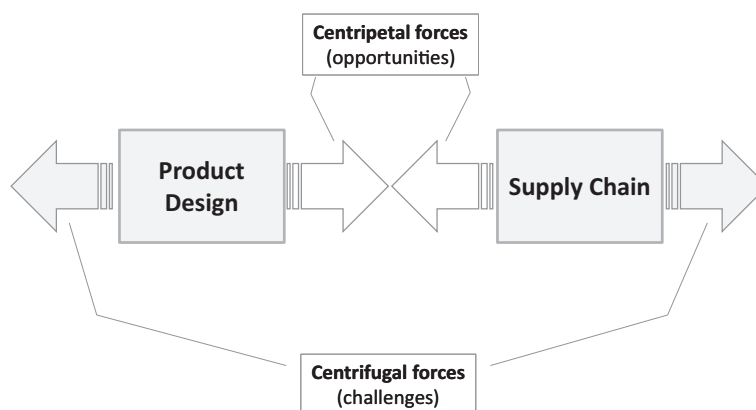 Centripetal forces
(opportunities)
Product
Design
Supply Chain
Centrifugal forces
(challenges)